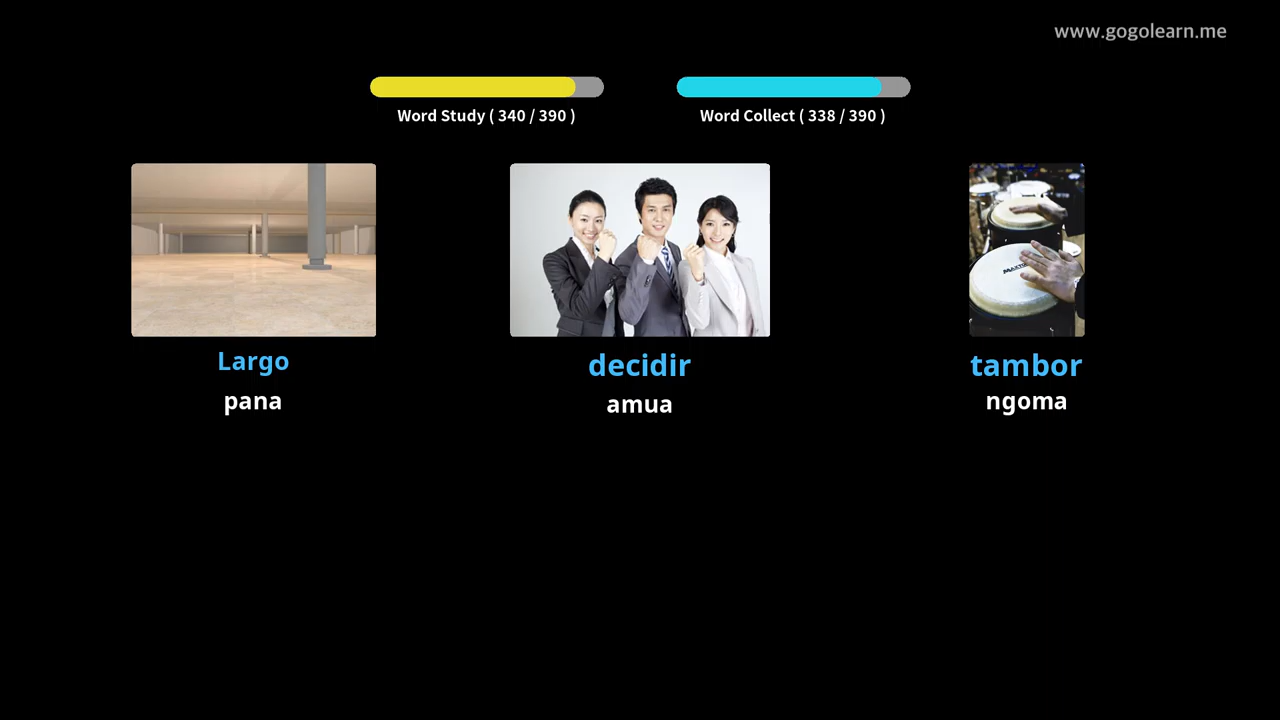 www.gogolearn.me
Word Study ( 340 / 390 )
Word Collect ( 338 / 390 )
Largo
pana
decidir
amua
tambor
ngoma